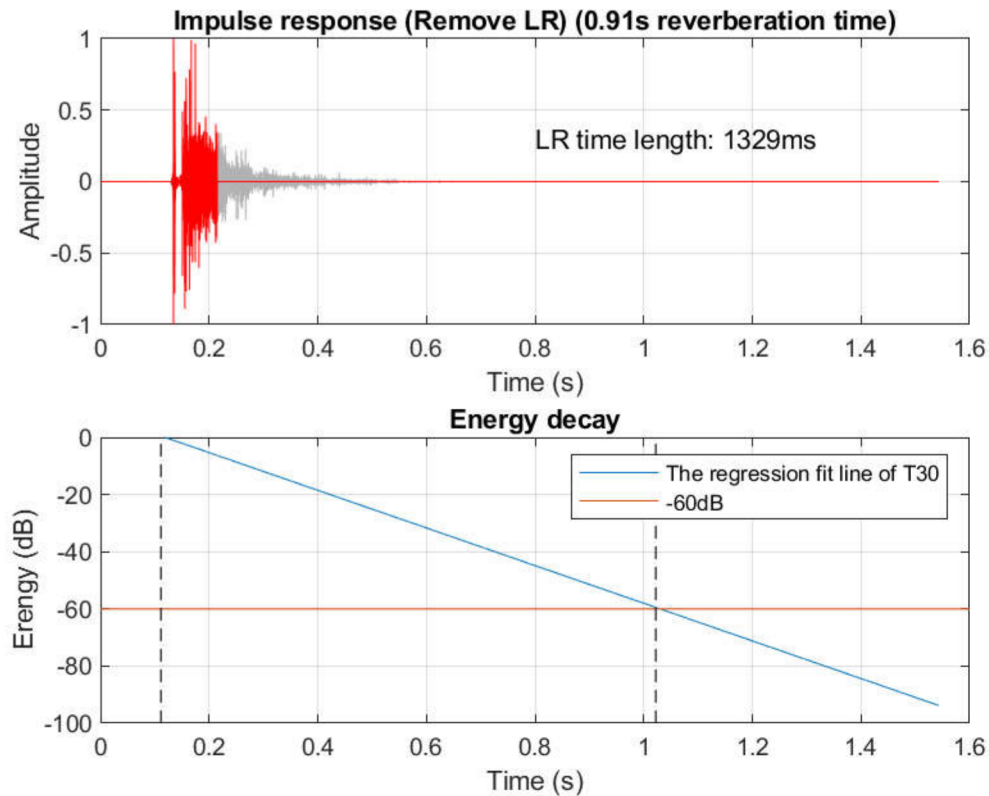 Impulse response (Remove LR) (0.91s reverberation time)
1
0.5
0
-0.5
-1
Amplitude
LR time length: 1329ms
0 0.2 0.4 0.6 0.8 1 1.2 1.4 1.6
Time (s)
Energy decay
0
-20
-40
-60
-80
-100
Erengy (dB)
The regression fit line of T30
-60dB
0 0.2 0.4 0.6 0.8 1 1.2 1.4 1.6
Time (s)